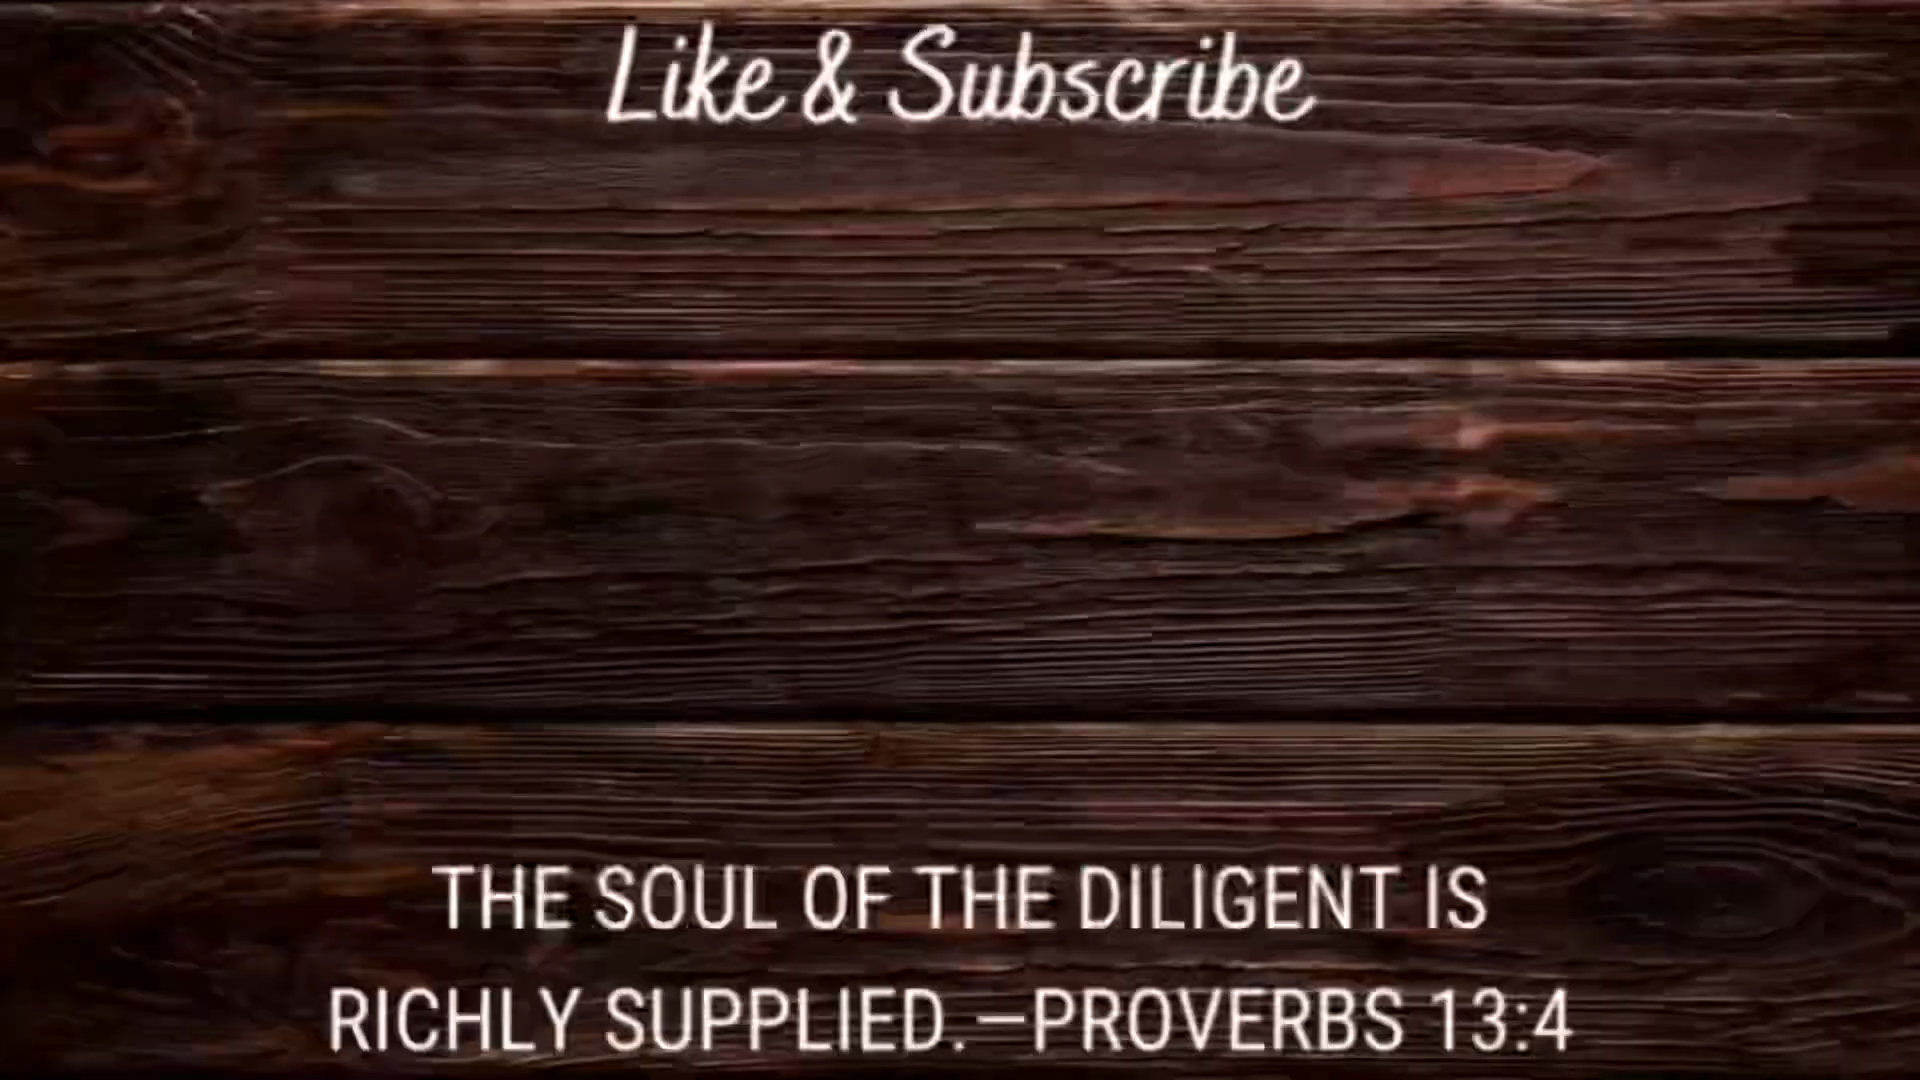 Like & Subscribe
THE SOUL OF THE DILIGENT IS
RICHLY SUPPLIED. –PROVERBS 13:4